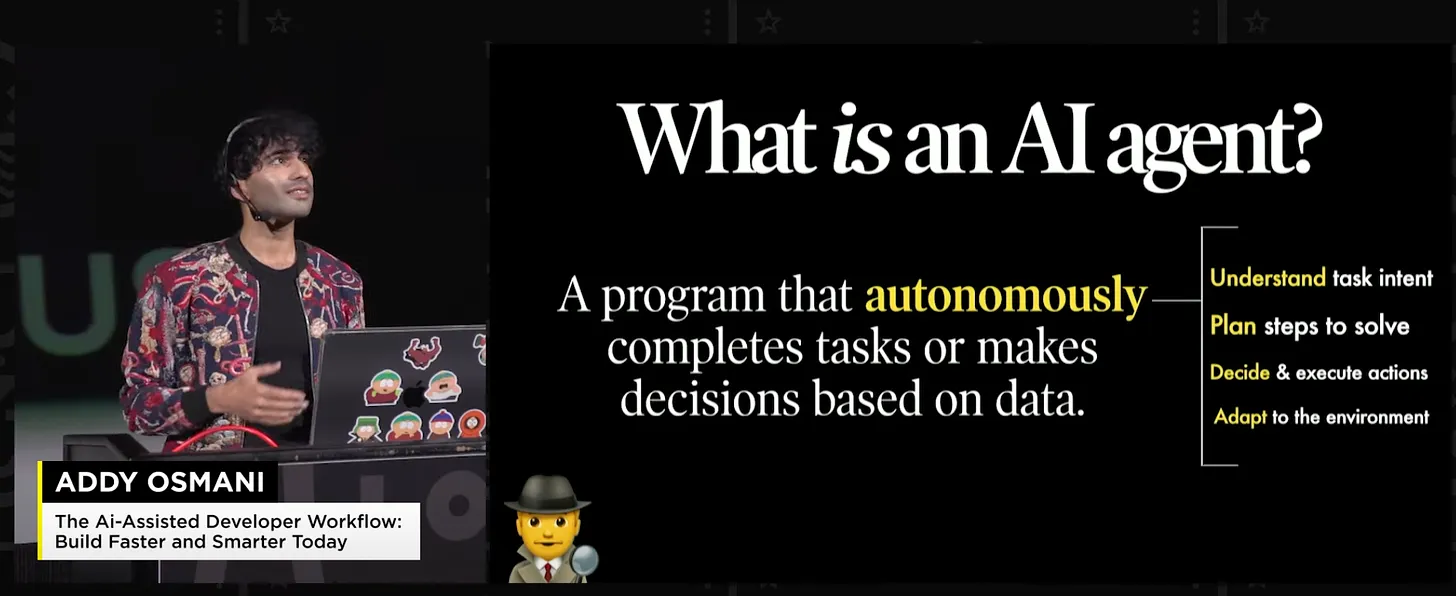 What is an AI agent?
A program that autonomously
completes tasks or makes
decisions based on data.
Understand task intent
Plan steps to solve
Decide & execute actions
Adapt to the environment
US
ADDY OSMANI
The Ai-Assisted Developer Workflow:
Build Faster and Smarter Today